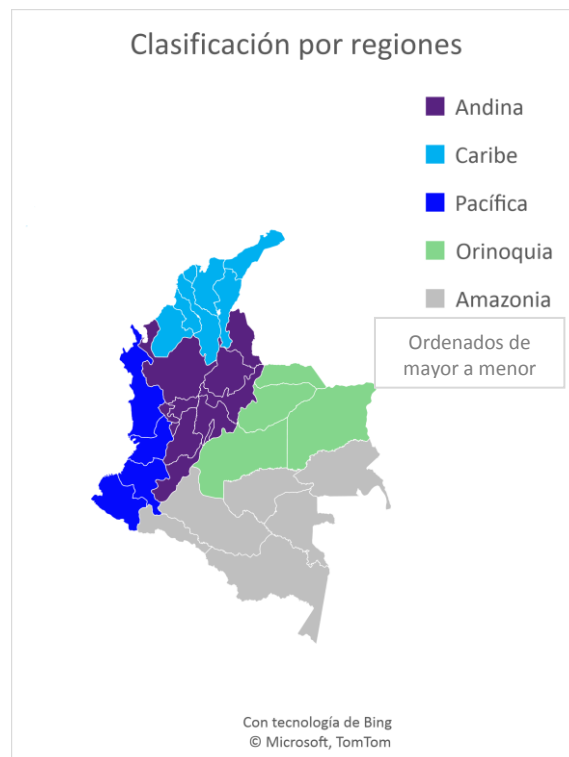 Clasificación por regiones
Andina
Caribe
Pacífica
Orinoquia
Amazonia
Ordenados de
mayor a menor
Con tecnología de Bing
© Microsoft, TomTom